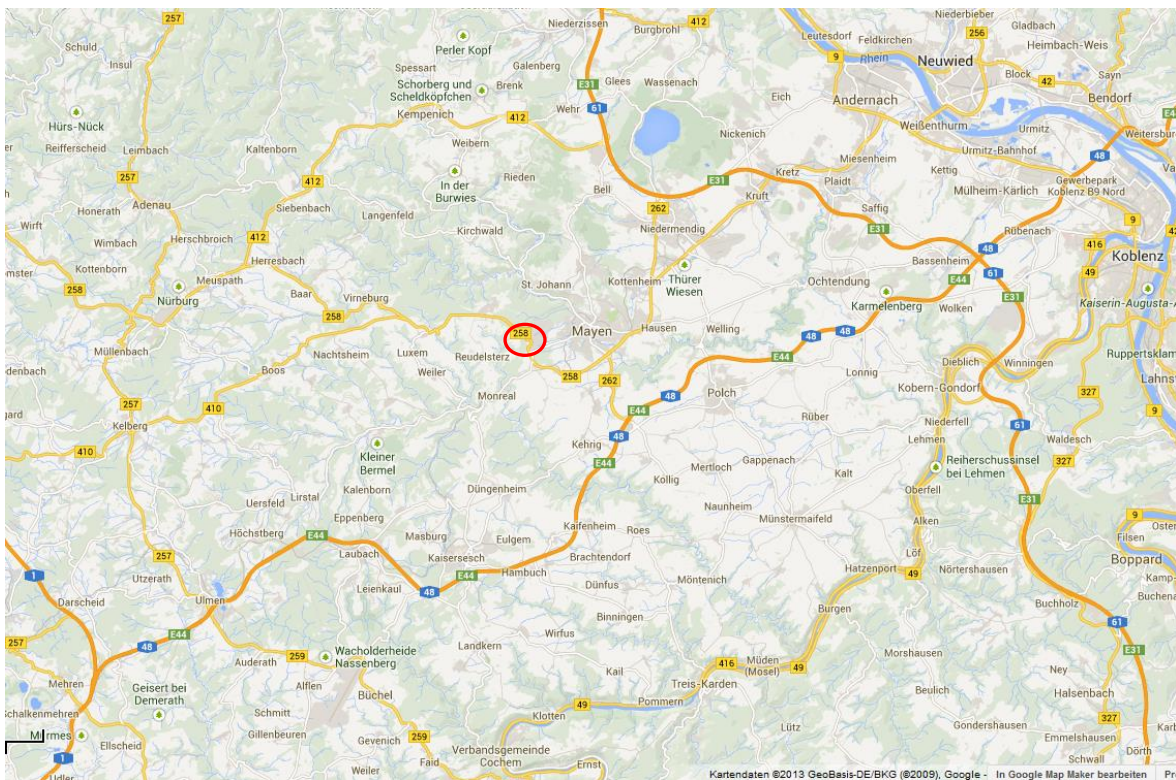 257
Niederzissen
Burgbrohl
412
Leutesdorf
Feldkirchen
Niederbieber
Gladbach
256
Heimbach-Weis
Schuld
Insul
Perler Kopf
Galenberg
Spessart
E31
Glees
Wassenach
9
Rhein
Neuwied
Block
42
Sayn
Schorberg und
Scheldköpfchen
Brenk
Kempenich
412
Wehr
61
Eich
Andernach
Bendorf
Weißenthurm
Urmitz
Weitersbur
Hürs-Nück
Reifferscheid
Leimbach
Kaltenborn
Weibern
Nickenich
Miesenheim
Kettig
Urmitz-Bahnhof
48
257
412
In der
Burwies
Rieden
Bell
E31
Kretz
Plaidt
Kruft
Mülheim-Karlich
Gewerbepark
Koblenz B9 Nord
Adenau
Honerath
Siebenbach
Langenfeld
262
Saffig
Wirft
Wimbach
Herschbroich
412
Kirchwald
Niedermendig
E31
48
Rübenach
9
416
Kottenborn
Herresbach
Thürer
Wiesen
Bassenheim
E44
61
49
Koblenz
258
Meuspath
Nürburg
Baar
Virneburg
St. Johann
Kottenheim
Ochtendung
Karmelenberg
Wolken
E31
Kaiserin-Augusta-A
258
258
Mayen
Hausen
Welling
48
48
Müllenbach
Nachtsheim
Luxem
Reudelsterz
Weiler
Boos
258
262
E44
Lonnig
Dieblich
Winningen
Ruppertsklam
Kobern-Gondorf
327
Lahnst
257
410
Monreal
48
Polch
Kelberg
E44
Rüber
Niederfell
61
410
Kleiner
Bermel
Kehrig
48
E44
Mertloch
Gappenach
Kalt
Lehmen
Waldesch
327
Reiherschussinsel
bei Lehmen
Kollig
Kalenborn
Lirstal
Uersfeld
Düngenheim
Naunheim
Oberfell
E31
Eppenberg
Höchstberg
E44
Masburg
Eulgem
Kaifenheim
Roes
Münstermaifeld
Alken
9
Filsen
257
Laubach
Kaisersesch
Brachtendorf
Löf
Boppard
1
Utzerath
E44
Hambuch
Möntenich
Hatzenport
49
Nörtershausen
Darscheid
Ulmen
Leienkaul
48
Dünfus
Binningen
Burgen
Buchholz
61
257
E44
48
Wirfus
E31
Wacholderheide
Nassenberg
Landkern
259
Auderath
Alflen
Kail
416
Müden
(Mosel)
49
Morshausen
Ney
Mehren
Geisert bei
Demerath
Büchel
Treis-Karden
Beulich
Halsenbach
Schalkenmehren
Schmitt
49
Pommern
Klotten
327
Mürmes
Gillenbeuren
Gevenich
259
Lütz
Gondershausen
Emmelshausen
Ellscheid
Verbandsgemeinde
Cochem
Schwall
1
Weiler
Faid
Ernst
Dörth
Udler
Kartendaten ©2013 GeoBasis-DE/BKG (©2009), Google - In Google Map Maker bearbeiten